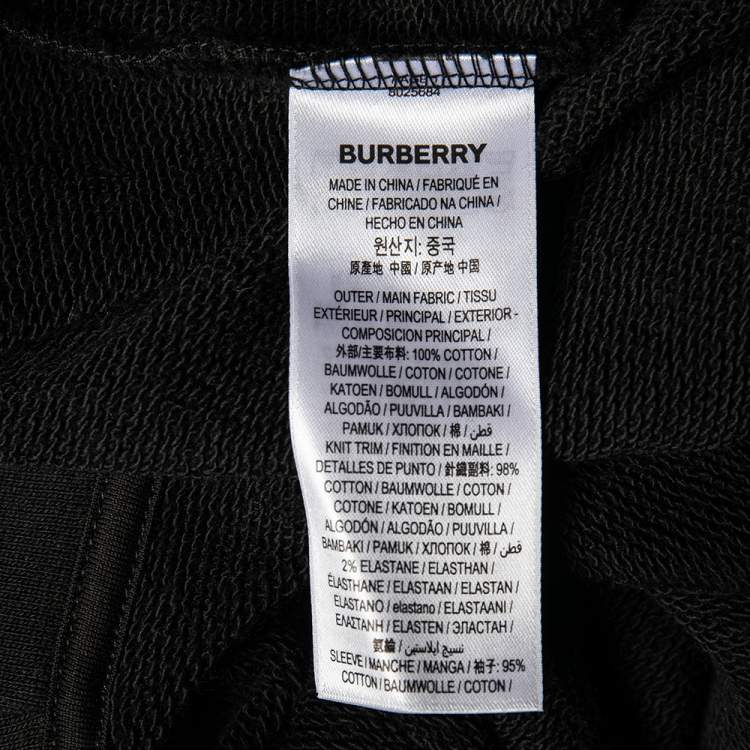 8025684
BURBERRY
MADE IN CHINA / FABRIQUÉ EN
CHINE / FABRICADO NA CHINA /
HECHO EN CHINA
원산지: 중국
原產地 中國 / 原产地 中国
OUTER / MAIN FABRIC / TISSU
EXTÉRIEUR / PRINCIPAL / EXTERIOR -
COMPOSICION PRINCIPAL /
外部/主要布料: 100% COTTON /
BAUMWOLLE / COTON / COTONE /
KATOEN / BOMULL / ALGODÓN /
ALGODÃO / PUUVILLA / BAMBAKI /
PAMUK / ХЛОПОК / 棉 / قطن /
KNIT TRIM / FINITION EN MAILLE /
DETALLES DE PUNTO / 針織副料: 98%
COTTON / BAUMWOLLE / COTON /
COTONE / KATOEN / BOMULL /
ALGODÓN / ALGODÃO / PUUVILLA /
BAMBAKI / PAMUK / ХЛОПОК / 棉 / قطن /
2% ELASTANE / ELASTHAN /
ÉLASTHANE / ELASTAAN / ELASTAN /
ELASTANO / elastano / ELASTAANI /
ΕΛΑΣΤΑΝΗ / ELASTEN / ЭЛАСТАН /
氨綸 / نسيج ايلاستين /
SLEEVE / MANCHE / MANGA / 袖子: 95%
COTTON / BAUMWOLLE / COTON /